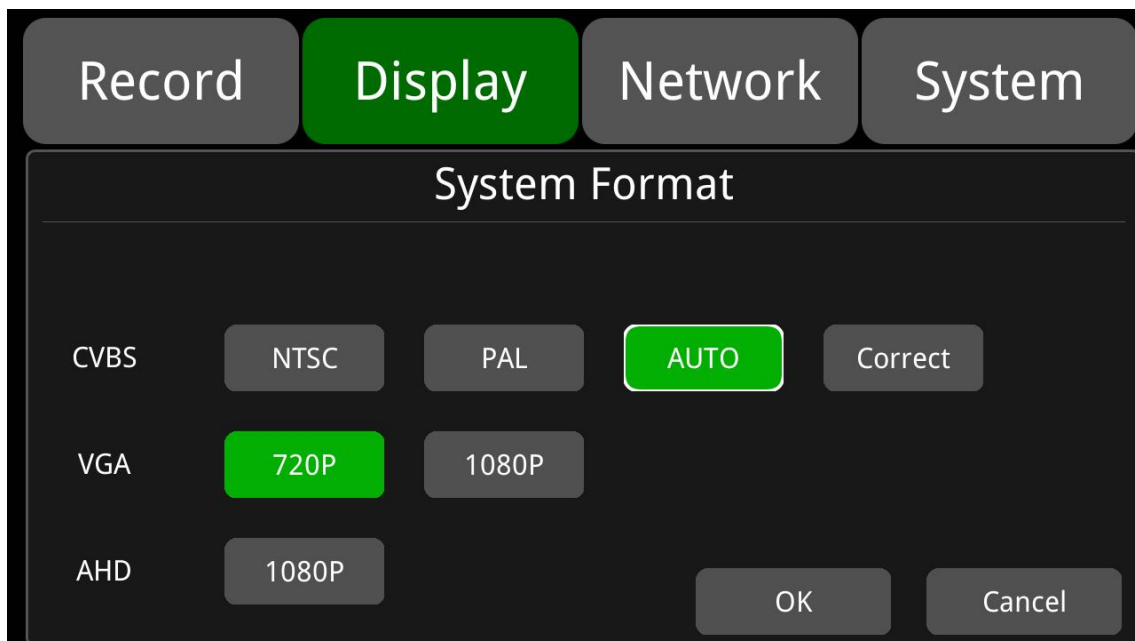 Record Display Network System
System Format
CVBS NTSC PAL AUTO Correct
VGA 720P 1080P
AHD 1080P
OK Cancel